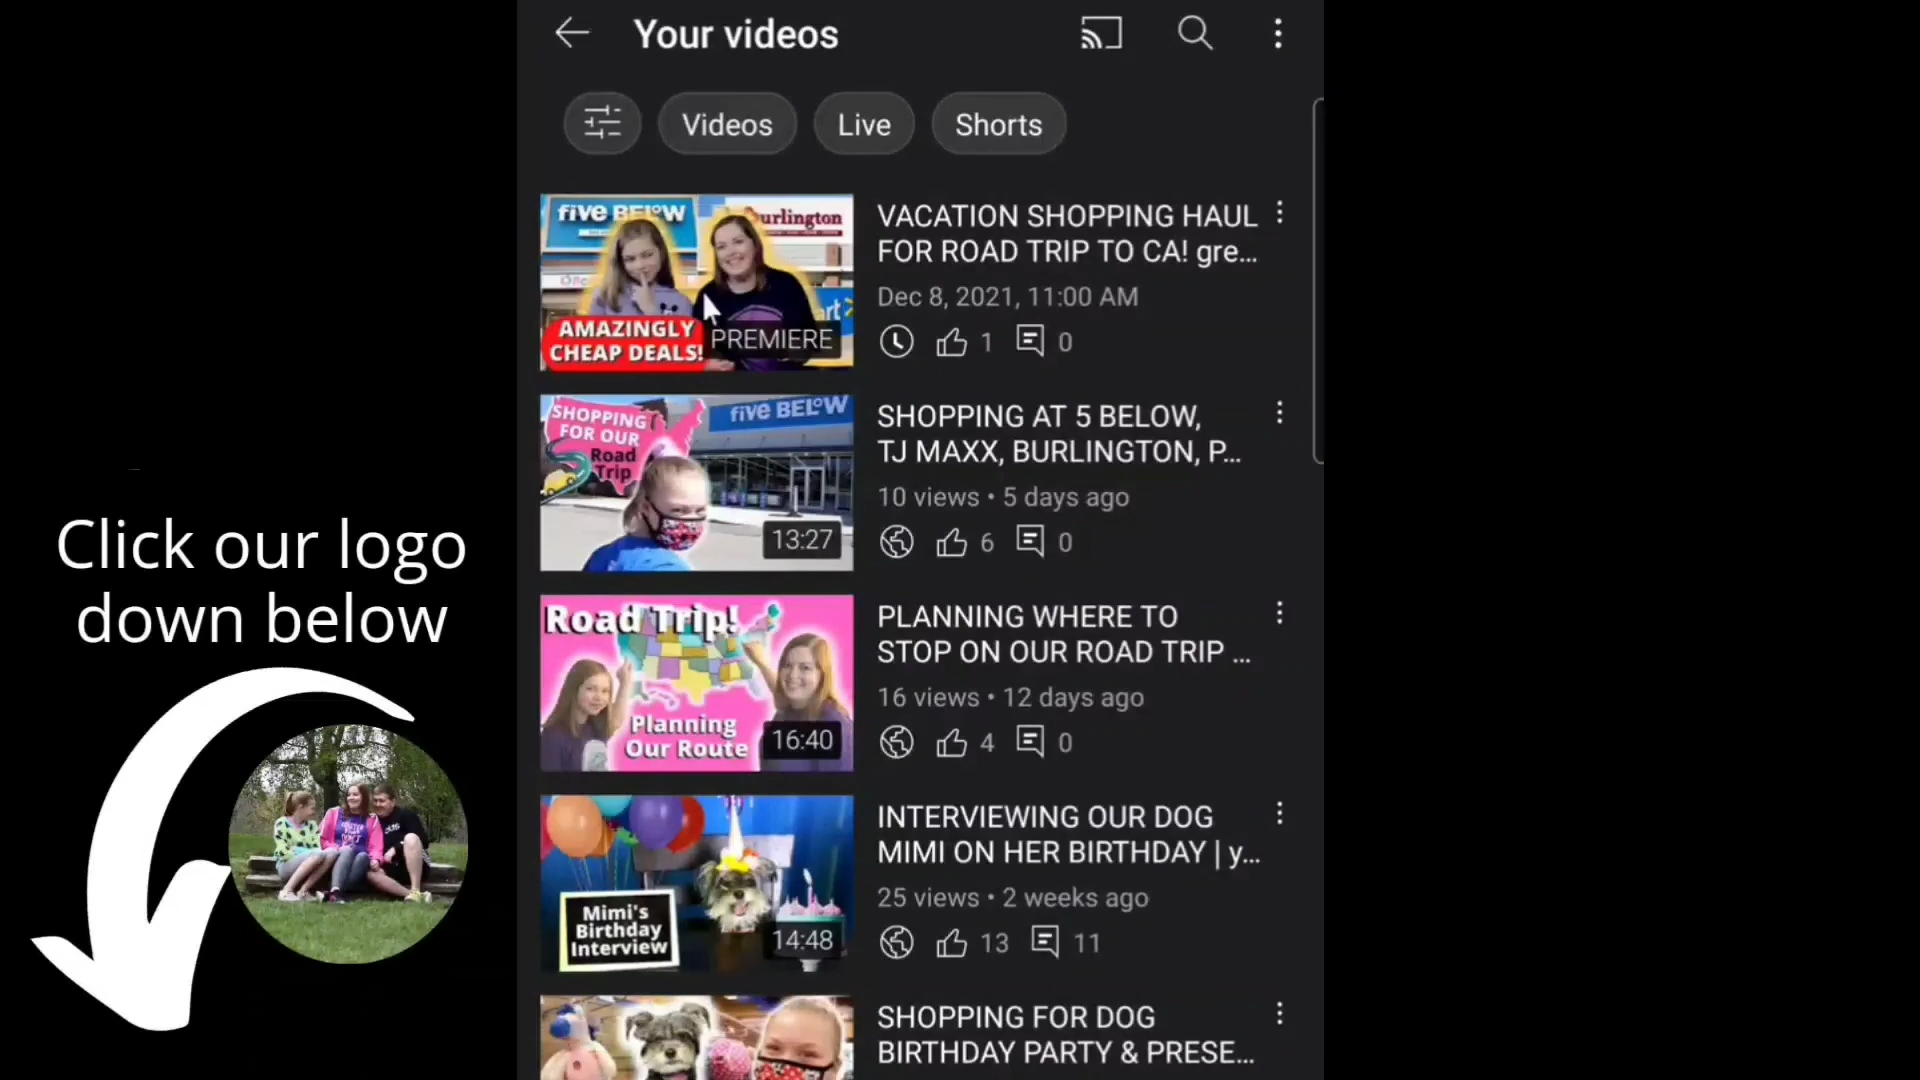 Your videos
Videos
Live
Shorts
five BELOW
Burlington
AMAZINGLY
CHEAP DEALS!
PREMIERE
VACATION SHOPPING HAUL
FOR ROAD TRIP TO CA! gre...
Dec 8, 2021, 11:00 AM
1
0
SHOPPING
FOR OUR
Road
Trip
five BELOW
13:27
SHOPPING AT 5 BELOW,
TJ MAXX, BURLINGTON, P...
10 views • 5 days ago
6
0
Click our logo
down below
Road Trip!
Planning
Our Route
16:40
PLANNING WHERE TO
STOP ON OUR ROAD TRIP ...
16 views • 12 days ago
4
0
Mimi's
Birthday
Interview
14:48
INTERVIEWING OUR DOG
MIMI ON HER BIRTHDAY | y...
25 views • 2 weeks ago
13
11
SHOPPING FOR DOG
BIRTHDAY PARTY & PRESE...